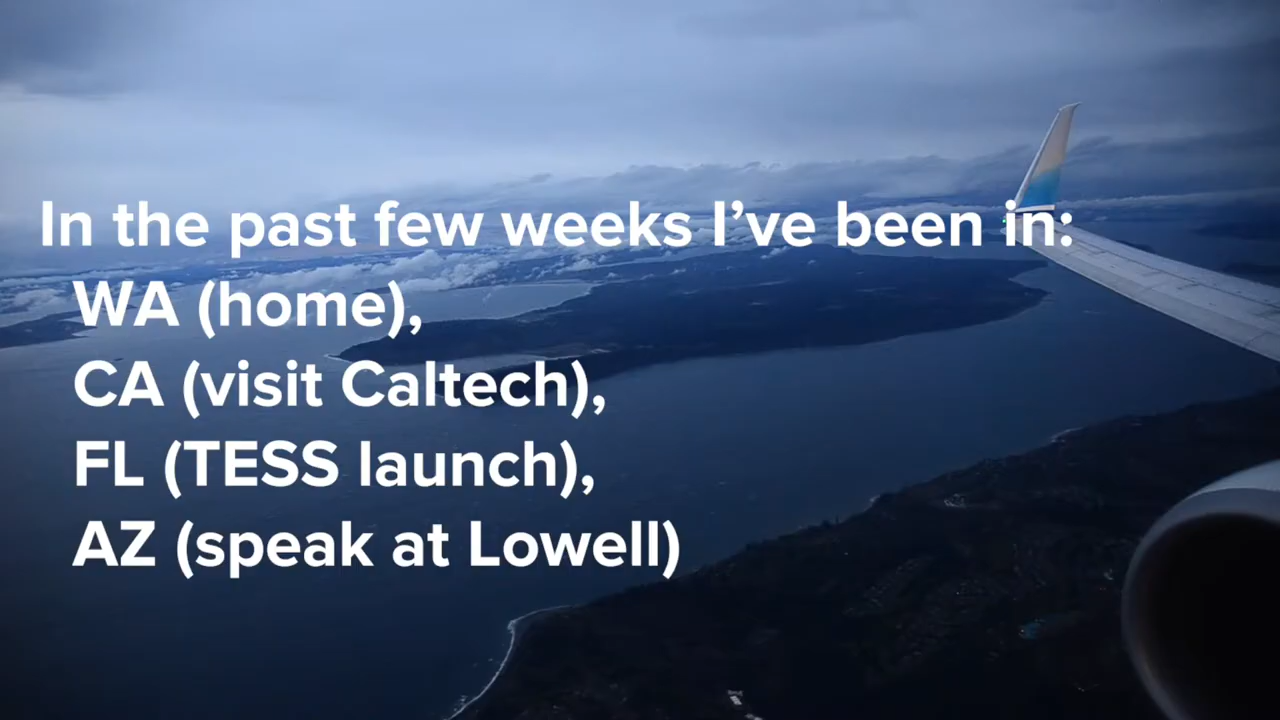 In the past few weeks I’ve been in:
WA (home),
CA (visit Caltech),
FL (TESS launch),
AZ (speak at Lowell)